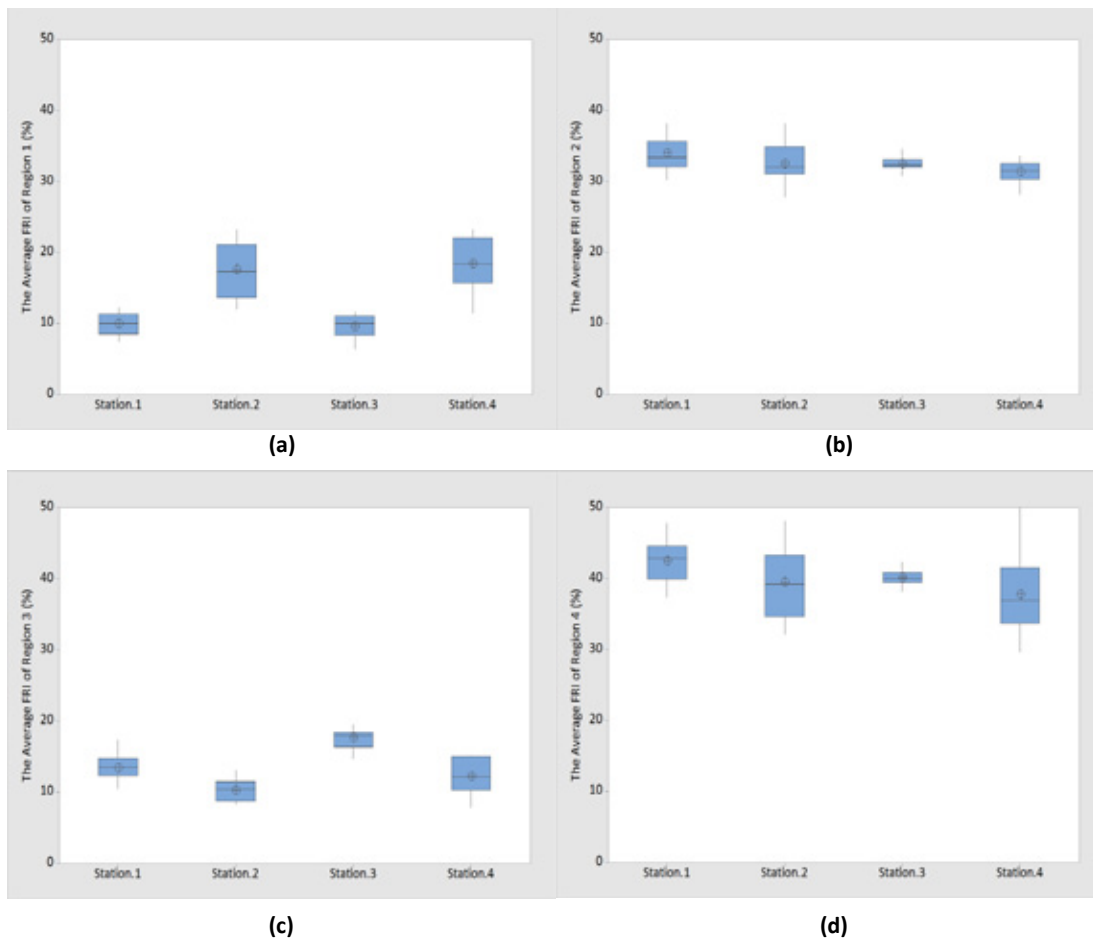 The Average FRI of Region 1 (%)
50
40
30
20
10
0
Station.1 Station.2 Station.3 Station.4
(a)
The Average FRI of Region 2 (%)
50
40
30
20
10
0
Station.1 Station.2 Station.3 Station.4
(b)
The Average FRI of Region 3 (%)
50
40
30
20
10
0
Station.1 Station.2 Station.3 Station.4
(c)
The Average FRI of Region 4 (%)
50
40
30
20
10
0
Station.1 Station.2 Station.3 Station.4
(d)